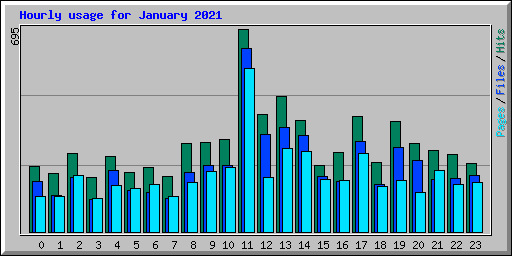 Hourly usage for January 2021
695
Pages/Files/Hits
0 1 2 3 4 5 6 7 8 9 10 11 12 13 14 15 16 17 18 19 20 21 22 23